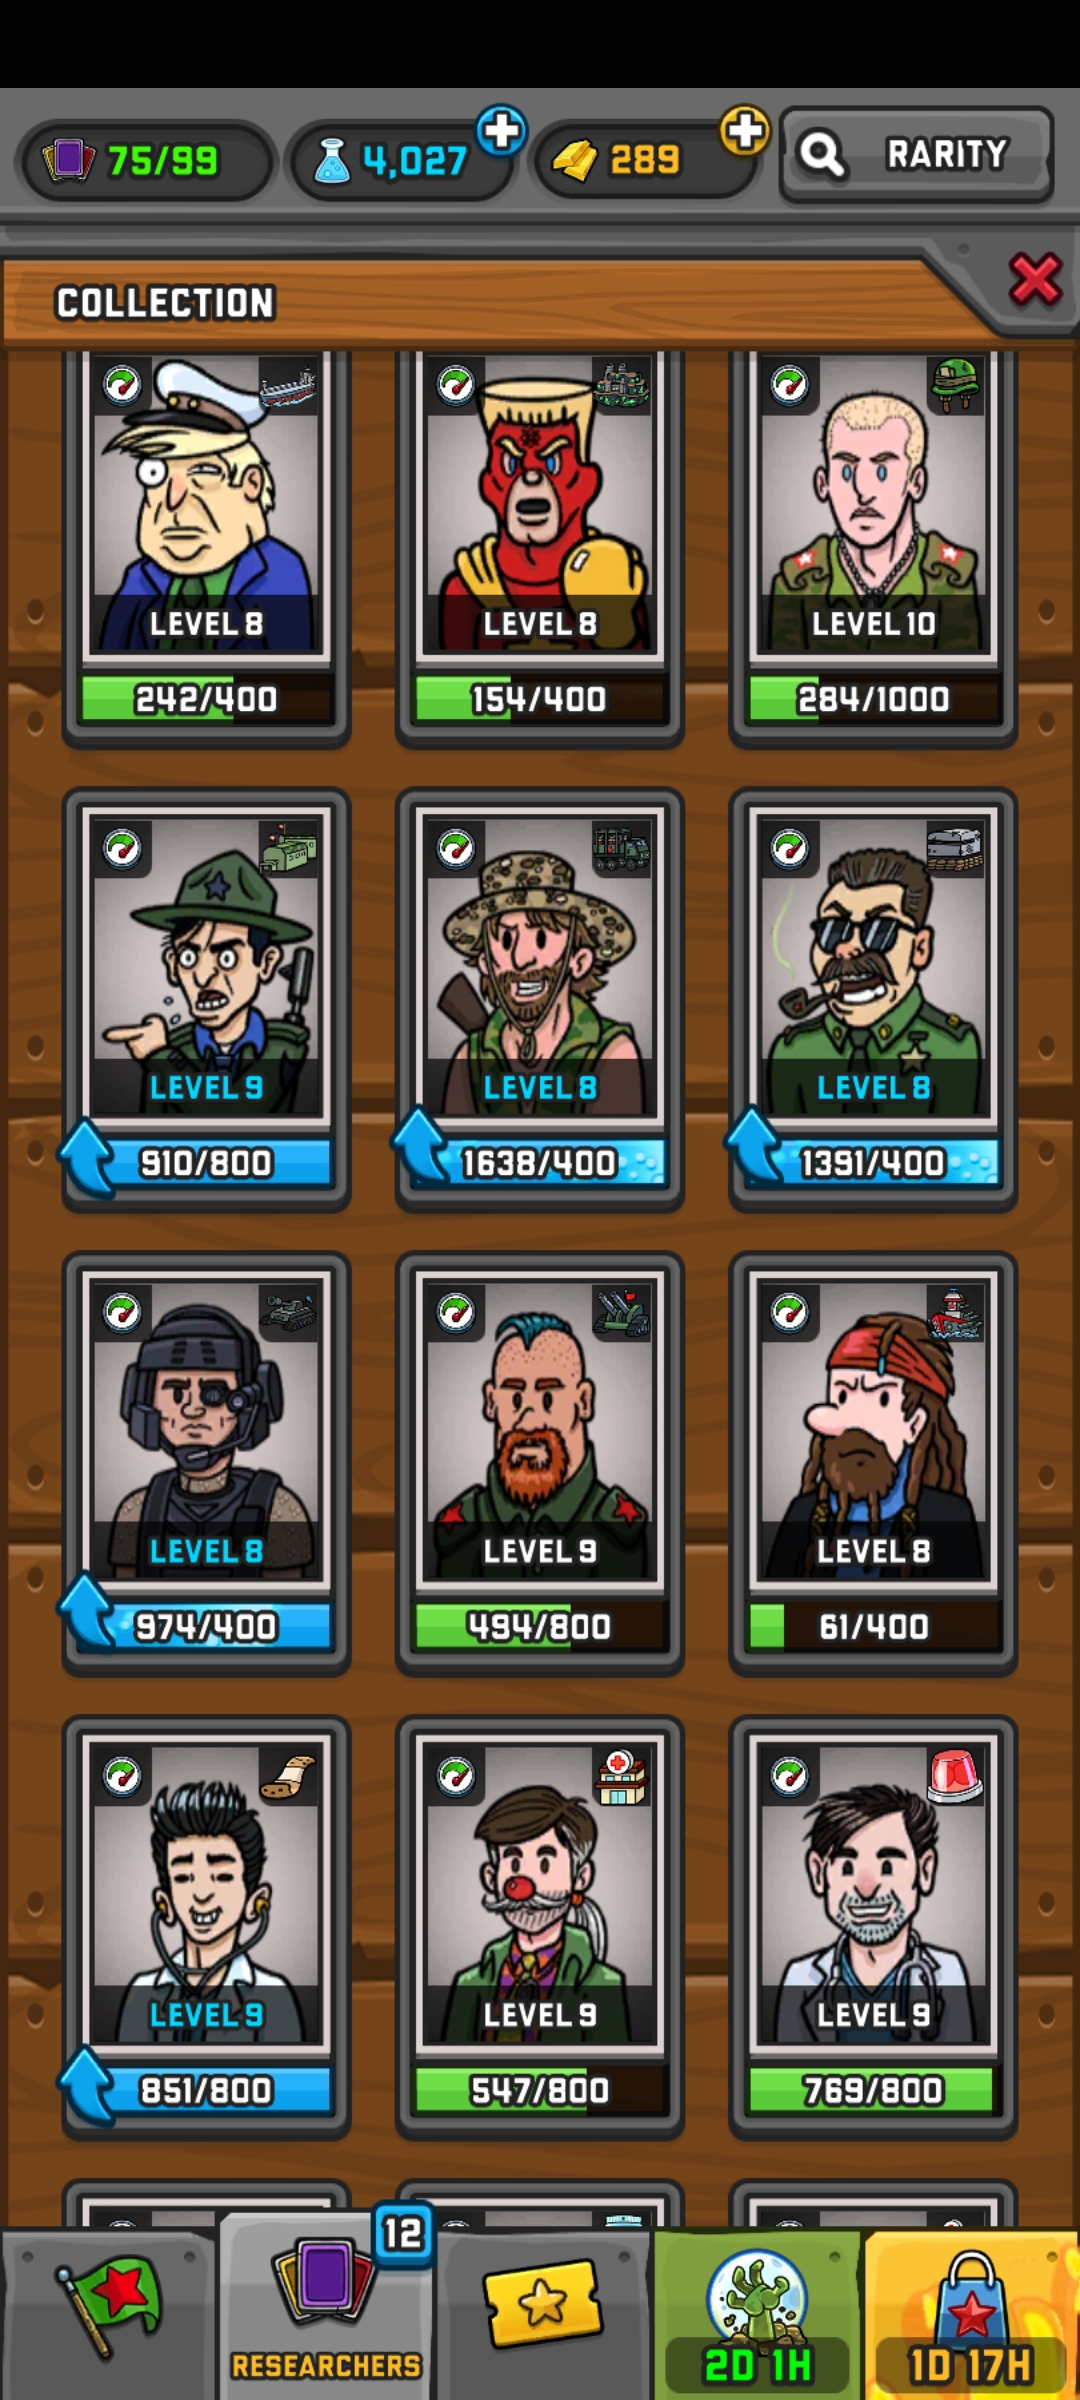 75/99
4,027
289
RARITY
COLLECTION
LEVEL 8
LEVEL 8
LEVEL 10
242/400
154/400
284/1000
LEVEL 9
LEVEL 8
LEVEL 8
910/800
1638/400
1391/400
LEVEL 8
LEVEL 9
LEVEL 8
974/400
494/800
61/400
LEVEL 9
LEVEL 9
LEVEL 9
851/800
547/800
769/800
12
RESEARCHERS
2D 1H
1D 17H